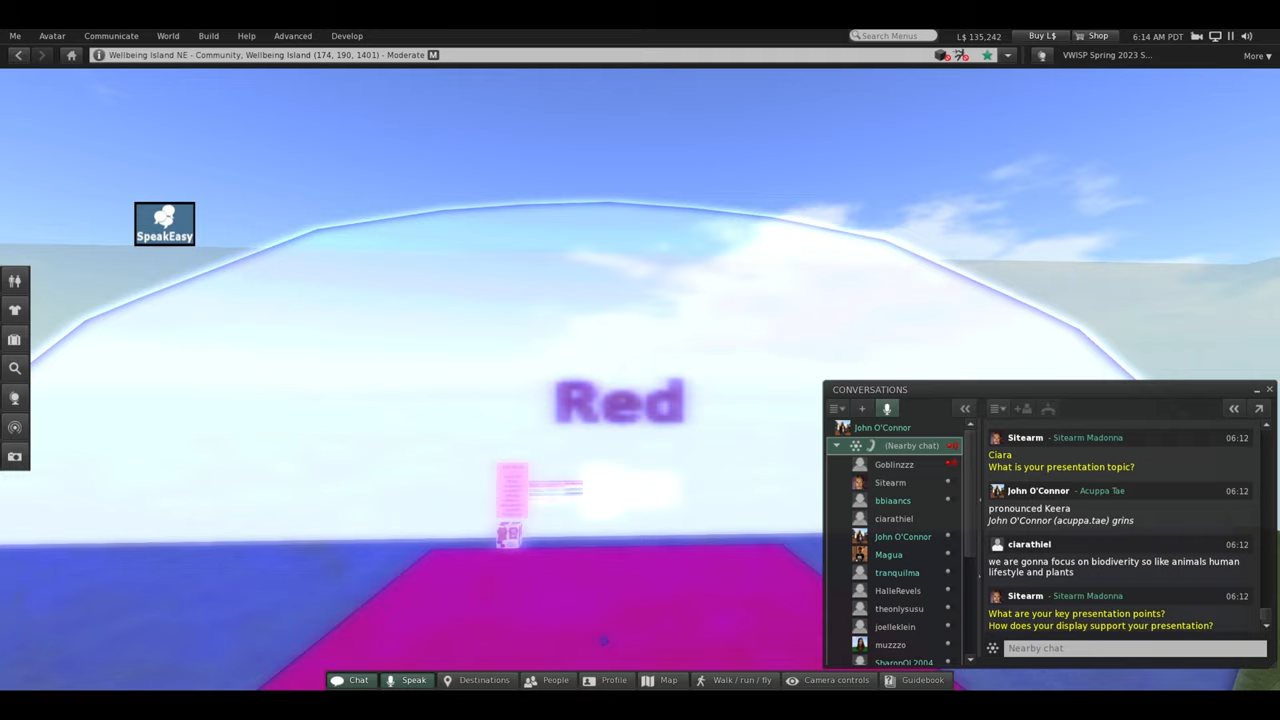 Me Avatar Communicate World Build Help Advanced Develop
Search Menus L$ 135,242 Buy L$ Shop 6:14 AM PDT
Wellbeing Island NE - Community, Wellbeing Island (174, 190, 1401) - Moderate M
VWISP Spring 2023 S... More
SpeakEasy
Red
CONVERSATIONS
John O'Connor
(Nearby chat)
Goblinzzz
Sitearm
bbiaancs
ciarathiel
John O'Connor
Magua
tranquilma
HalleRevels
theonlysusu
joelleklein
muzzzo
SharonOL2004
Sitearm - Sitearm Madonna 06:12
Ciara
What is your presentation topic?
John O'Connor - Acuppa Tae 06:12
pronounced Keera
John O'Connor (acuppa.tae) grins
ciarathiel 06:12
we are gonna focus on biodiversity so like animals human
lifestyle and plants
Sitearm - Sitearm Madonna 06:12
What are your key presentation points?
How does your display support your presentation?
Nearby chat
Chat Speak Destinations People Profile Map Walk / run / fly Camera controls Guidebook